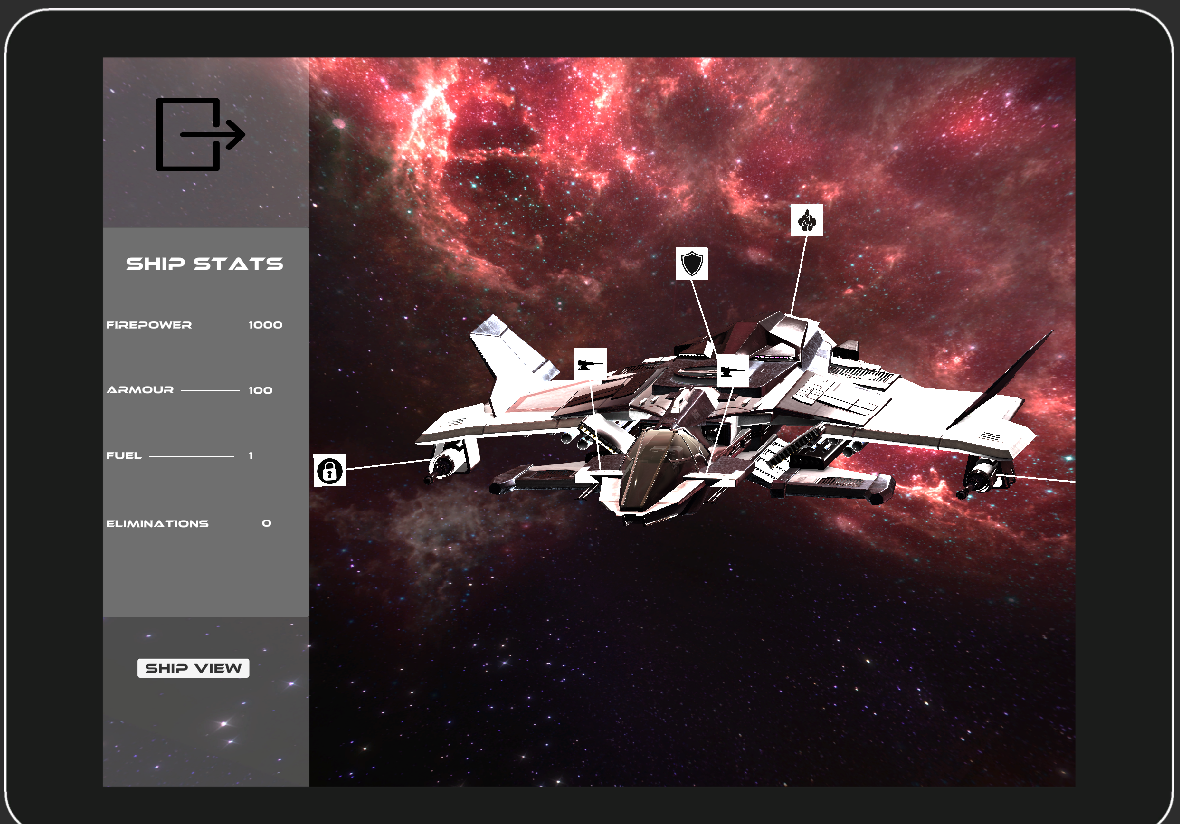 SHIP STATS
FIREPOWER 1000
ARMOUR 100
FUEL 1
ELIMINATIONS 0
SHIP VIEW